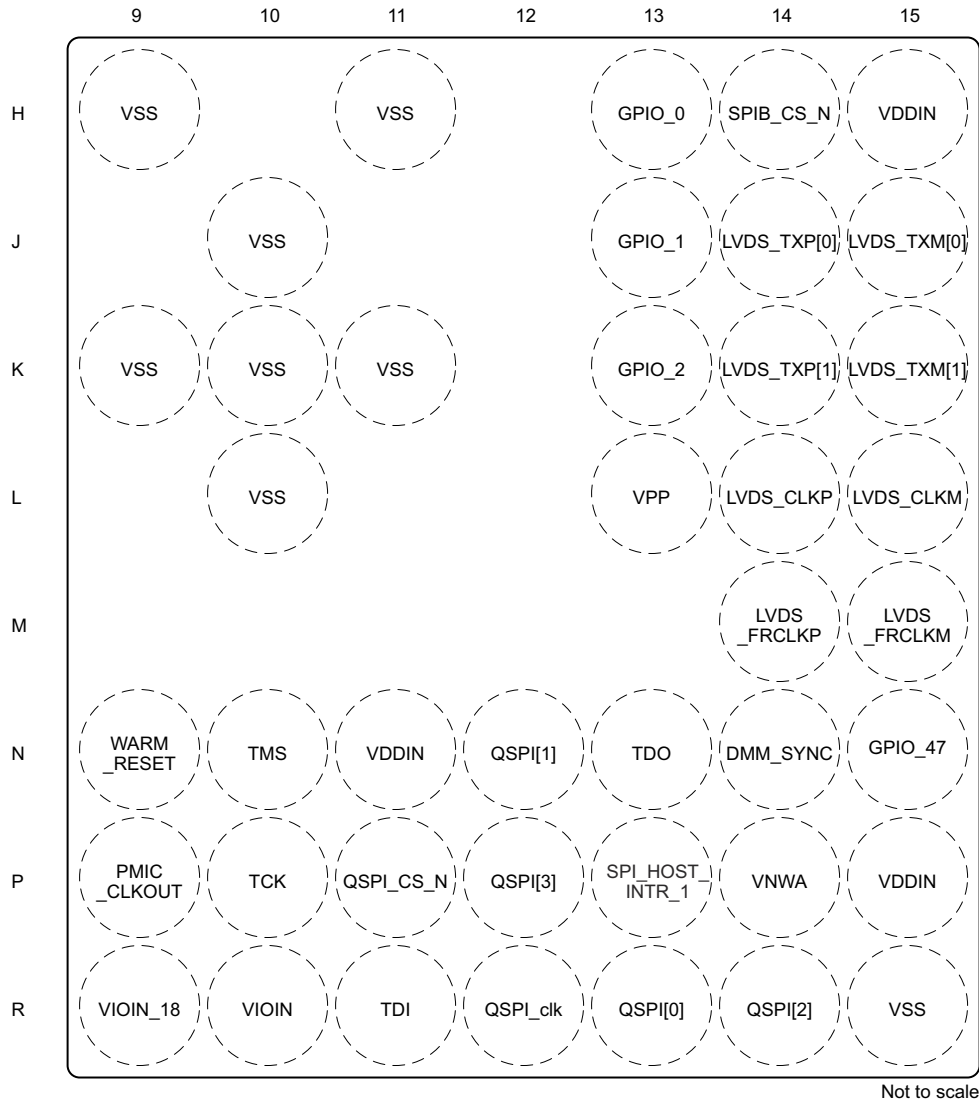 9 10 11 12 13 14 15
H VSS VSS GPIO_0 SPIB_CS_N VDDIN
J VSS GPIO_1 LVDS_TXP[0] LVDS_TXM[0]
K VSS VSS VSS GPIO_2 LVDS_TXP[1] LVDS_TXM[1]
L VSS VPP LVDS_CLKP LVDS_CLKM
M LVDS _FRCLKP LVDS _FRCLKM
N WARM _RESET TMS VDDIN QSPI[1] TDO DMM_SYNC GPIO_47
P PMIC _CLKOUT TCK QSPI_CS_N QSPI[3] SPI_HOST_ INTR_1 VNWA VDDIN
R VIOIN_18 VIOIN TDI QSPI_clk QSPI[0] QSPI[2] VSS
Not to scale